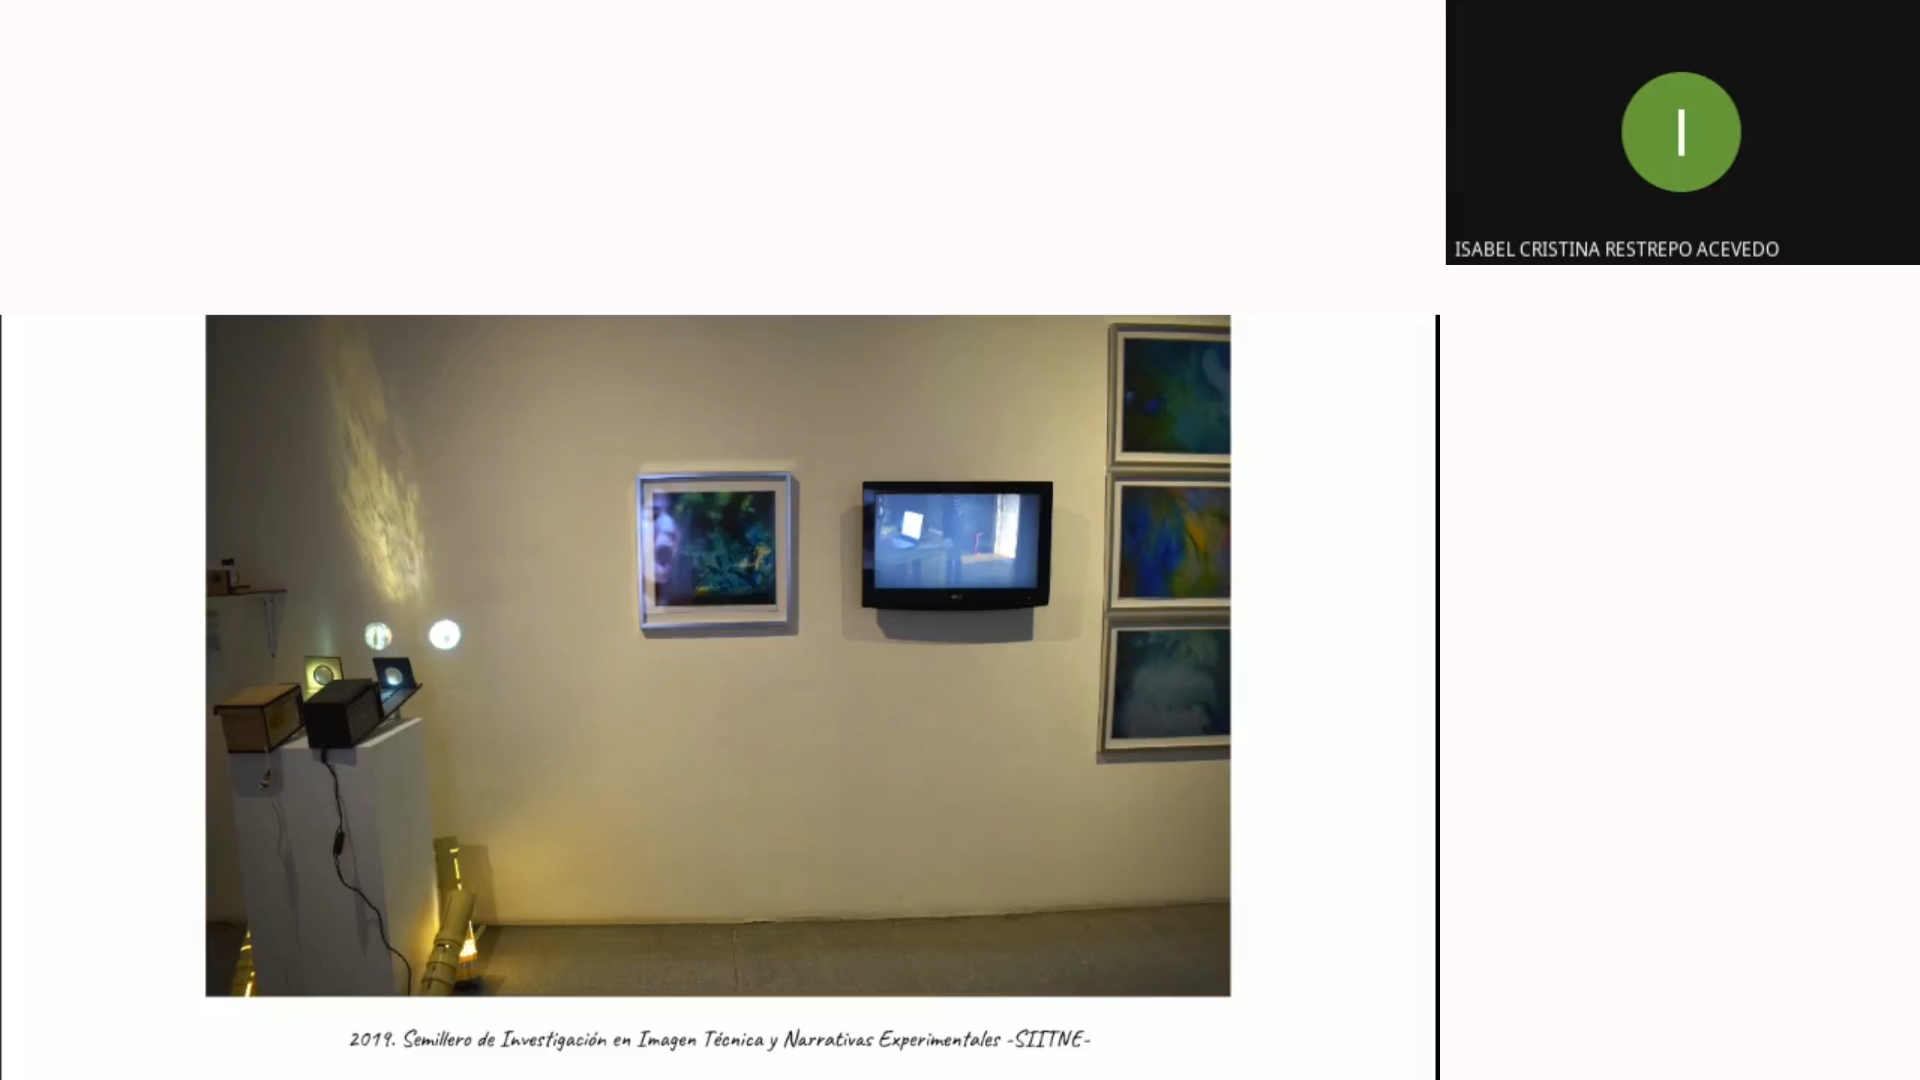 I
ISABEL CRISTINA RESTREPO ACEVEDO
2019. Semillero de Investigación en Imagen Técnica y Narrativas Experimentales -SIITNE-